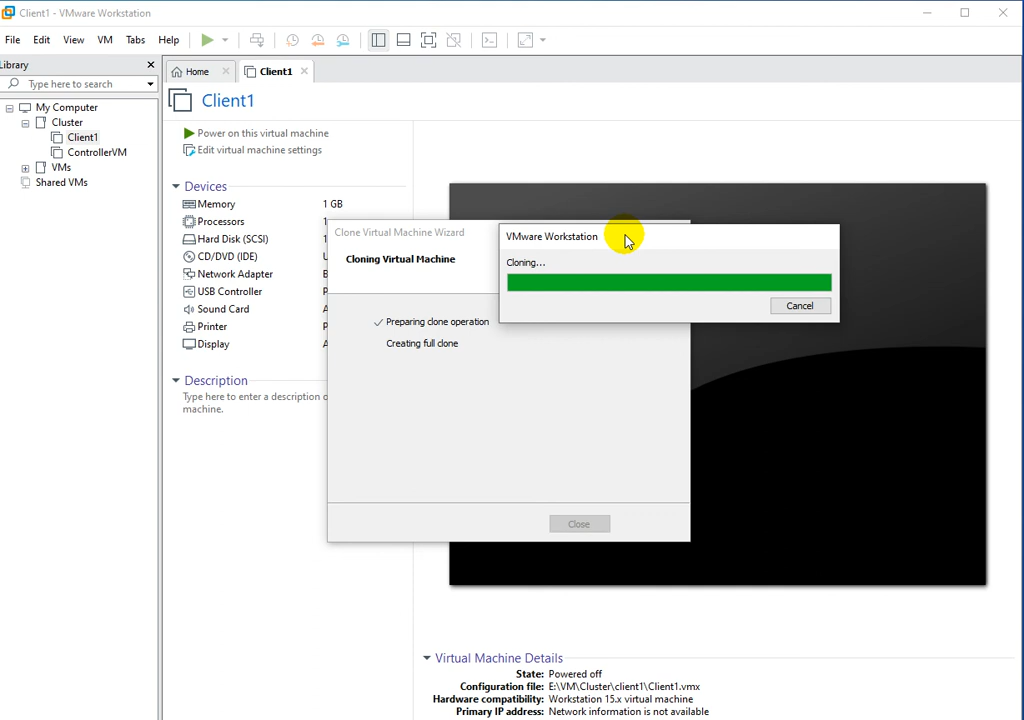 Client1 - VMware Workstation
File Edit View VM Tabs Help
Library
Type here to search
My Computer
Cluster
Client1
ControllerVM
VMs
Shared VMs
Home Client1
Client1
Power on this virtual machine
Edit virtual machine settings
Devices
Memory 1 GB
Processors 1
Hard Disk (SCSI) 1
CD/DVD (IDE)
Network Adapter
USB Controller
Sound Card
Printer
Display
Description
Type here to enter a description o
machine.
Clone Virtual Machine Wizard
Cloning Virtual Machine
Preparing clone operation
Creating full clone
Close
VMware Workstation
Cloning...
Cancel
Virtual Machine Details
State: Powered off
Configuration file: E:\VM\Cluster\client1\Client1.vmx
Hardware compatibility: Workstation 15.x virtual machine
Primary IP address: Network information is not available